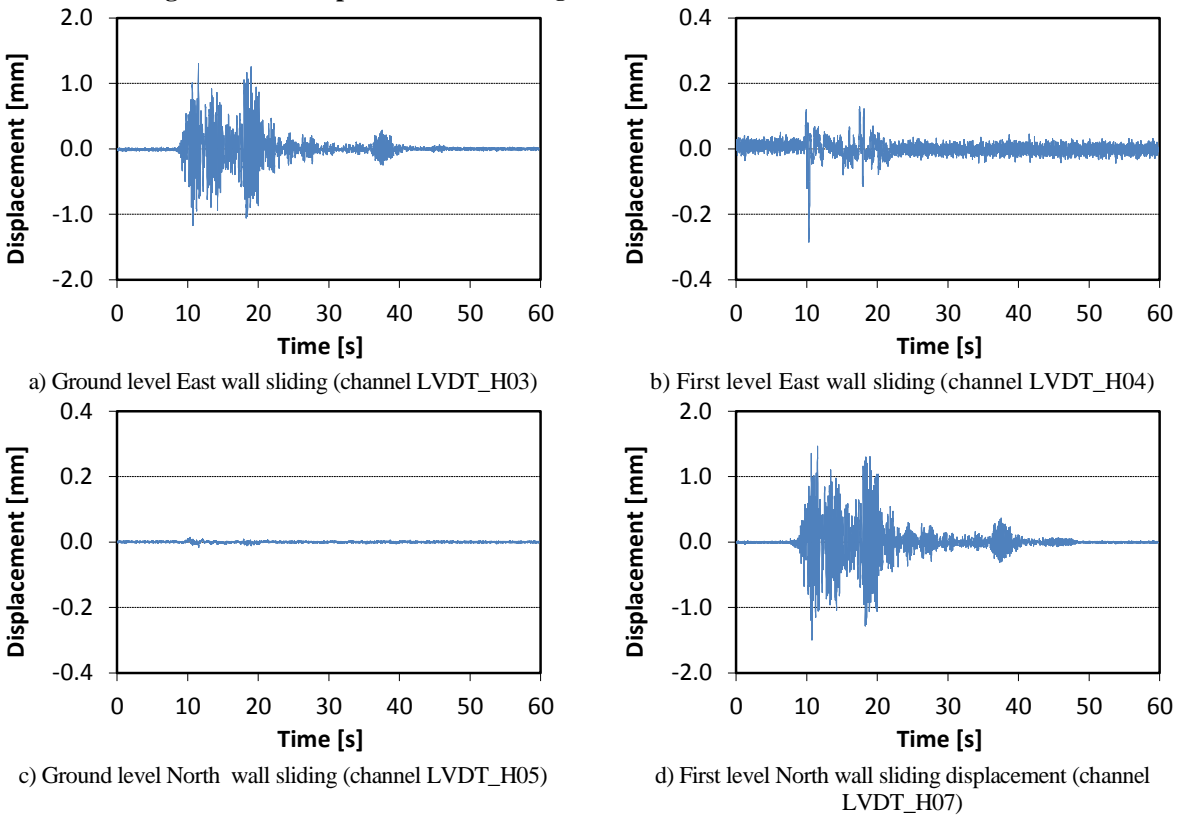 2.0
1.0
0.0
-1.0
-2.0
Displacement [mm]
0 10 20 30 40 50 60
Time [s]
a) Ground level East wall sliding (channel LVDT_H03)
0.4
0.2
0.0
-0.2
-0.4
Displacement [mm]
0 10 20 30 40 50 60
Time [s]
b) First level East wall sliding (channel LVDT_H04)
0.4
0.2
0.0
-0.2
-0.4
Displacement [mm]
0 10 20 30 40 50 60
Time [s]
c) Ground level North wall sliding (channel LVDT_H05)
2.0
1.0
0.0
-1.0
-2.0
Displacement [mm]
0 10 20 30 40 50 60
Time [s]
d) First level North wall sliding displacement (channel
LVDT_H07)